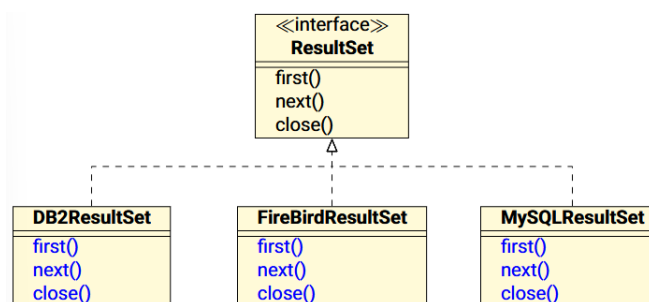 ≪interface≫
ResultSet
first()
next()
close()
DB2ResultSet
first()
next()
close()
FireBirdResultSet
first()
next()
close()
MySQLResultSet
first()
next()
close()